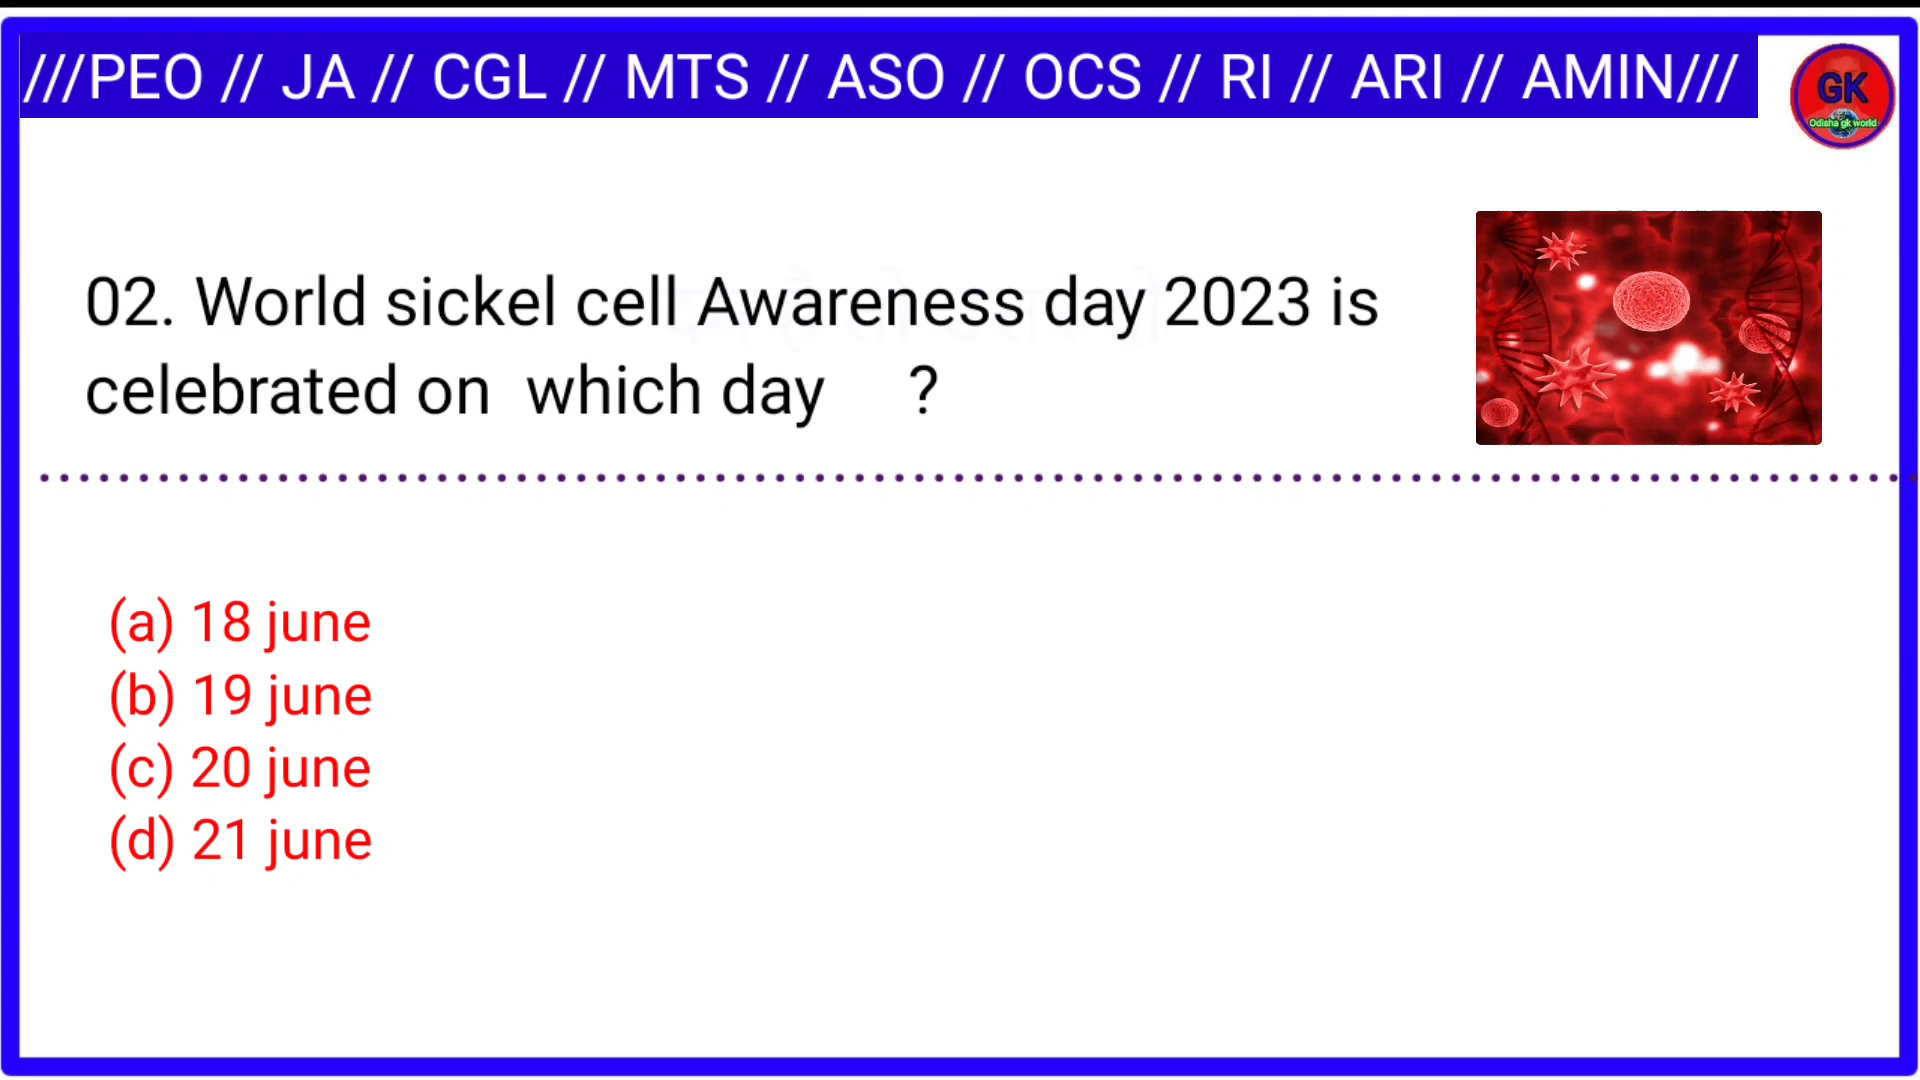 ///PEO // JA // CGL // MTS // ASO // OCS // RI // ARI // AMIN///
GK
Odisha gk world
02. World sickel cell Awareness day 2023 is
celebrated on which day ?
(a) 18 june
(b) 19 june
(c) 20 june
(d) 21 june